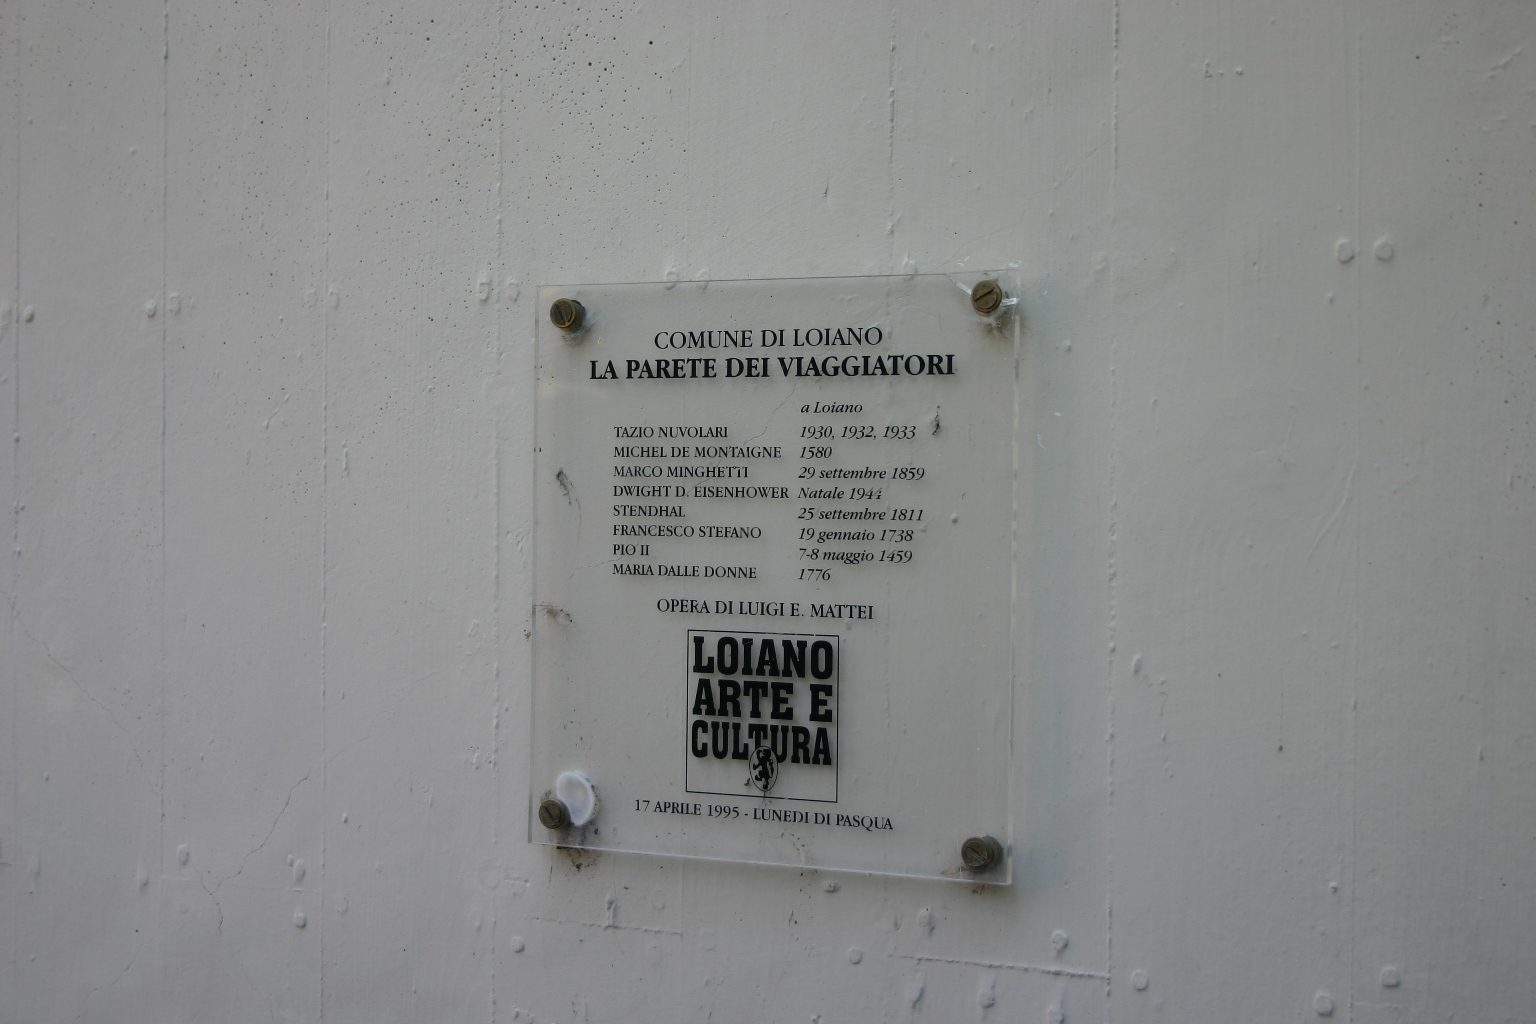 COMUNE DI LOIANO
LA PARETE DEI VIAGGIATORI
a Loiano
TAZIO NUVOLARI 1930, 1932, 1933
MICHEL DE MONTAIGNE 1580
MARCO MINGHETTI 29 settembre 1859
DWIGHT D. EISENHOWER Natale 1944
STENDHAL 25 settembre 1811
FRANCESCO STEFANO 19 gennaio 1738
PIO II 7-8 maggio 1459
MARIA DALLE DONNE 1776
OPERA DI LUIGI E. MATTEI
LOIANO
ARTE E
CULTURA
17 APRILE 1995 - LUNEDI DI PASQUA